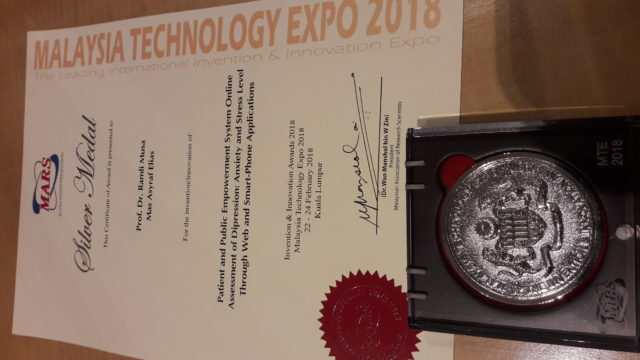 MALAYSIA TECHNOLOGY EXPO 2018
The Leading International Invention & Innovation Expo
MARS
Silver Medal
This Certificate of Award is presented to
Prof. Dr. Ramli Musa
Mas Asyraf Elias
For the invention/innovation of
Patient and Public Empowerment System Online
Assessment of Dipression: Anxiety and Stress Level
Through Web and Smart-Phone Applications
Invention & Innovation Awards 2018
Malaysia Technology Expo 2018
22 - 24 February 2018
Kuala Lumpur
President
Malaysian Association of Research Scientists
MTE
2018
MARS